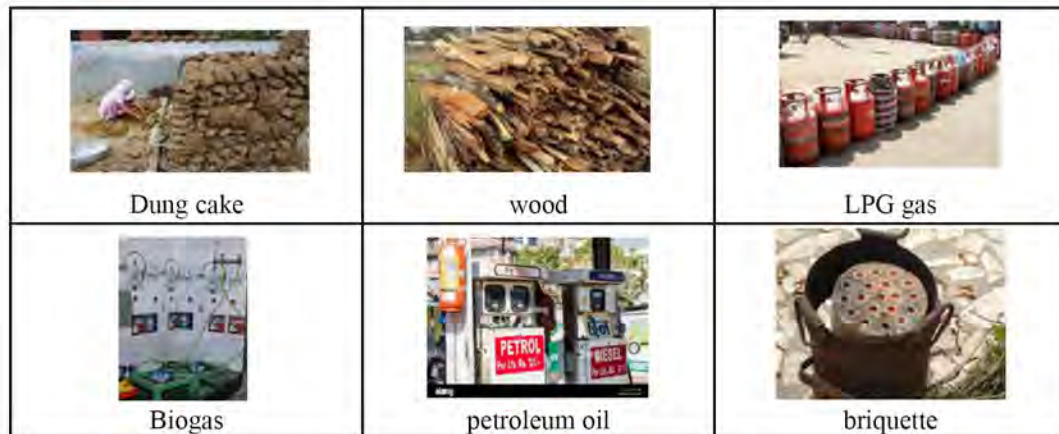 Dung cake
wood
LPG gas
PETROL
DIESEL
Biogas
petroleum oil
briquette